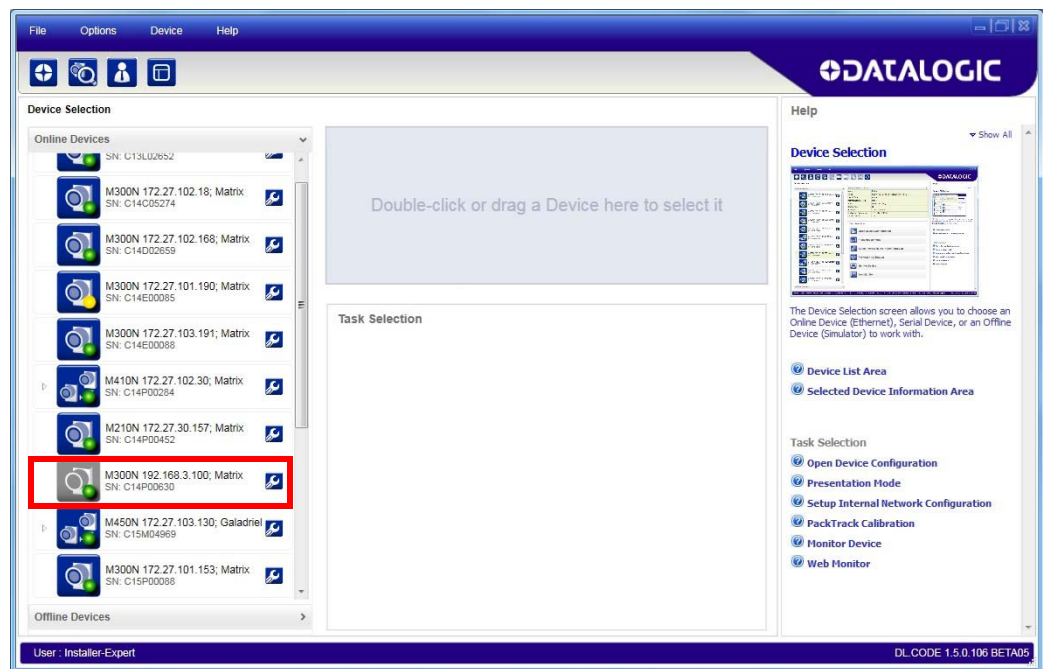 File Options Device Help
DATALOGIC
Device Selection
Online Devices
SN: C13L02652
M300N 172.27.102.18; Matrix
SN: C14C05274
M300N 172.27.102.168; Matrix
SN: C14D02659
M300N 172.27.101.190; Matrix
SN: C14E00085
M300N 172.27.103.191; Matrix
SN: C14E00088
M410N 172.27.102.30; Matrix
SN: C14P00284
M210N 172.27.30.157; Matrix
SN: C14P00452
M300N 192.168.3.100; Matrix
SN: C14P00630
M450N 172.27.103.130; Galadriel
SN: C15M04969
M300N 172.27.101.153; Matrix
SN: C15P00088
Offline Devices
Double-click or drag a Device here to select it
Task Selection
Help
Show All
Device Selection
DATALOGIC
The Device Selection screen allows you to choose an
Online Device (Ethernet), Serial Device, or an Offline
Device (Simulator) to work with.
Device List Area
Selected Device Information Area
Task Selection
Open Device Configuration
Presentation Mode
Setup Internal Network Configuration
PackTrack Calibration
Monitor Device
Web Monitor
User : Installer-Expert
DL.CODE 1.5.0.106 BETA05